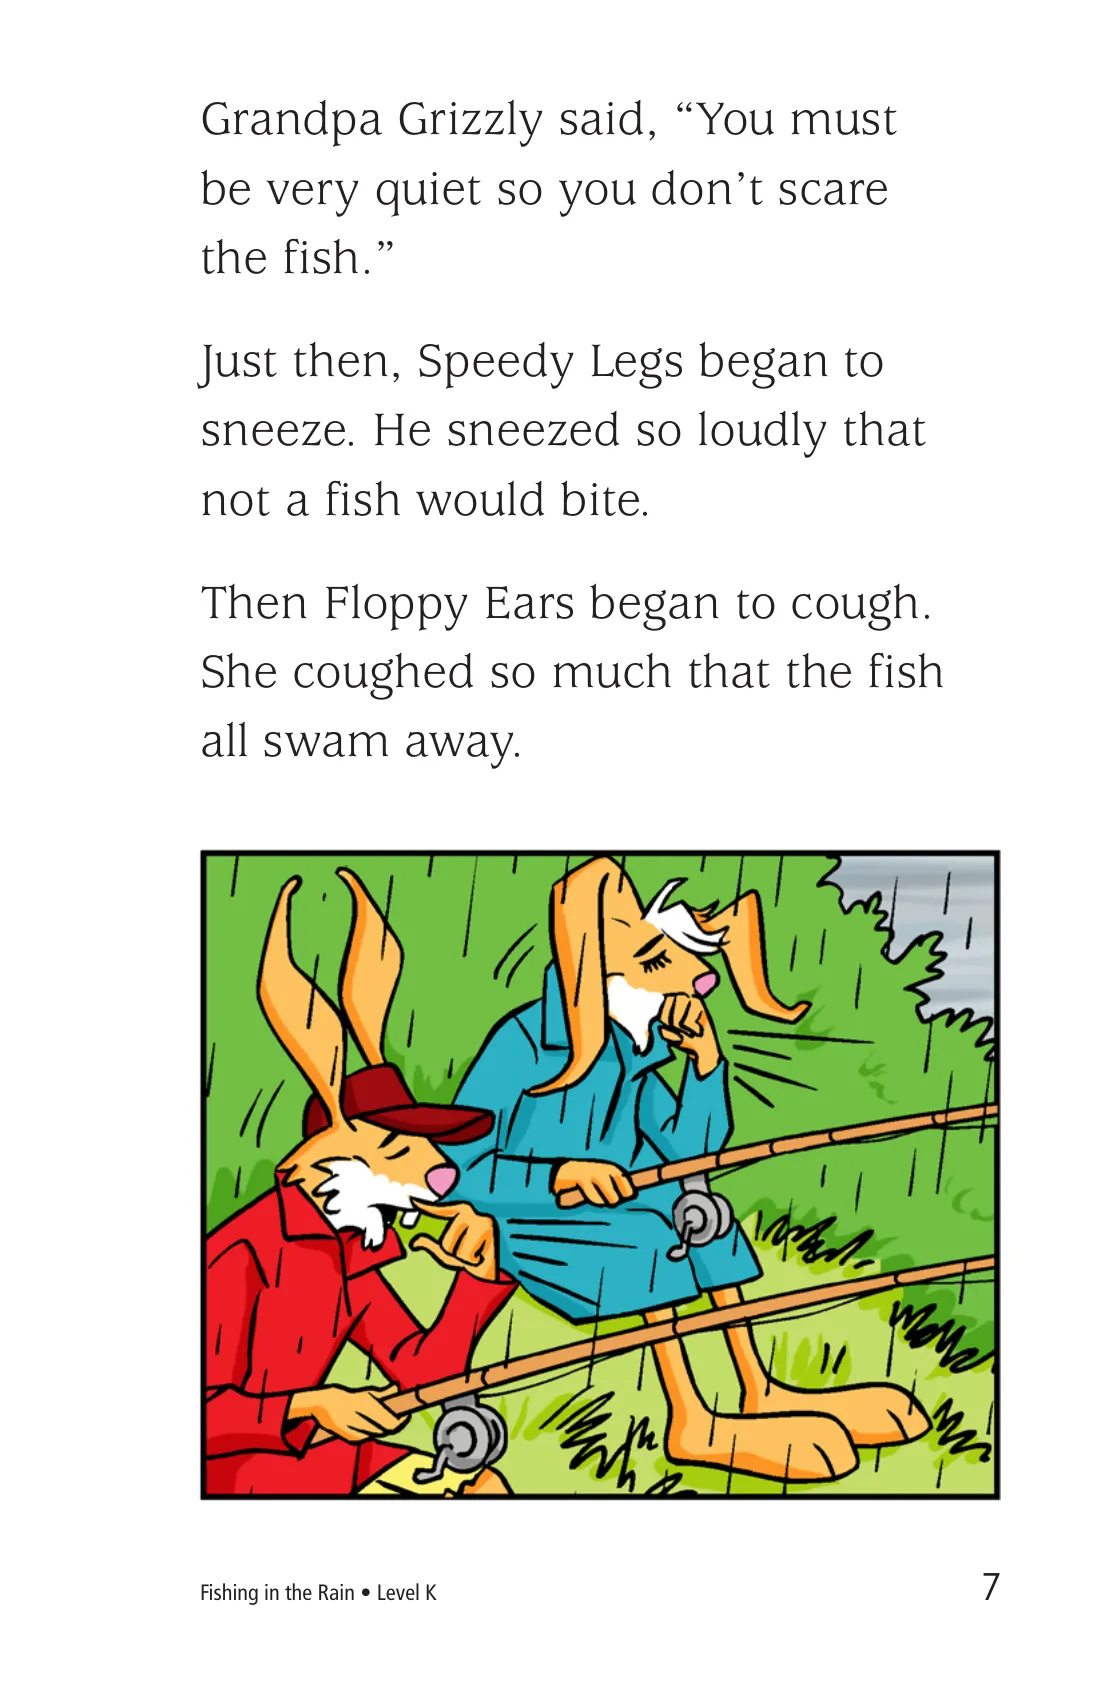 Grandpa Grizzly said, “You must
be very quiet so you don’t scare
the fish.”
Just then, Speedy Legs began to
sneeze. He sneezed so loudly that
not a fish would bite.
Then Floppy Ears began to cough.
She coughed so much that the fish
all swam away.
Fishing in the Rain • Level K
7